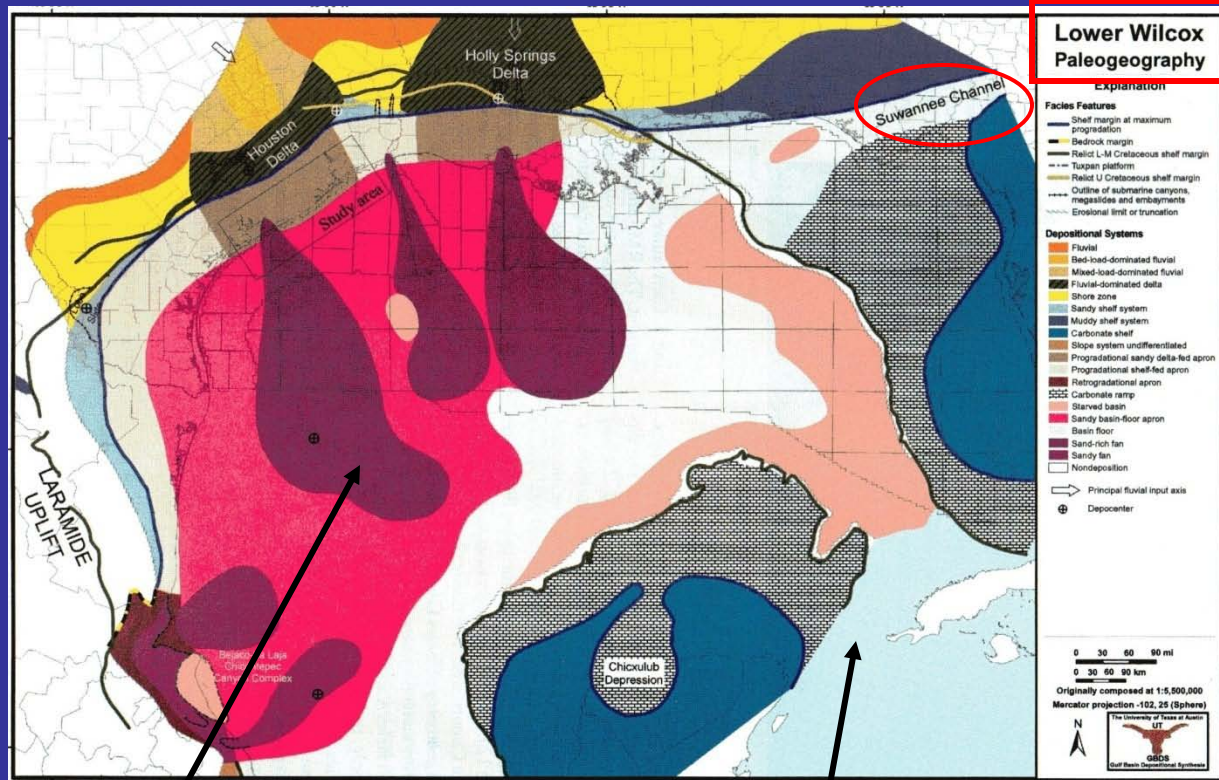 Holly Springs
Delta
Houston
Delta
Study area
Suwannee Channel
LARAMIDE
UPLIFT
Canyon Complex
Chicxulub
Depression
Lower Wilcox
Paleogeography
Explanation
Facies Features
Shelf margin at maximum
progradation
Bedrock margin
Relict L-M Cretaceous shelf margin
Tuxpan platform
Relict U Cretaceous shelf margin
Outline of submarine canyons,
megaslides and embayments
Erosional limit or truncation
Depositional Systems
Fluvial
Bed-load-dominated fluvial
Mixed-load-dominated fluvial
Fluvial-dominated delta
Shore zone
Sandy shelf system
Muddy shelf system
Carbonate shelf
Slope system undifferentiated
Progradational sandy delta-fed apron
Progradational shelf-fed apron
Retrogradational apron
Carbonate ramp
Starved basin
Sandy basin-floor apron
Basin floor
Sand-rich fan
Sandy fan
Nondeposition
Principal fluvial input axis
Depocenter
0 30 60 90 mi
0 30 60 90 km
Originally composed at 1:5,500,000
Mercator projection -102, 25 (Sphere)
N
The University of Texas at Austin
UT
GBDS
Gulf Basin Depositional Synthesis